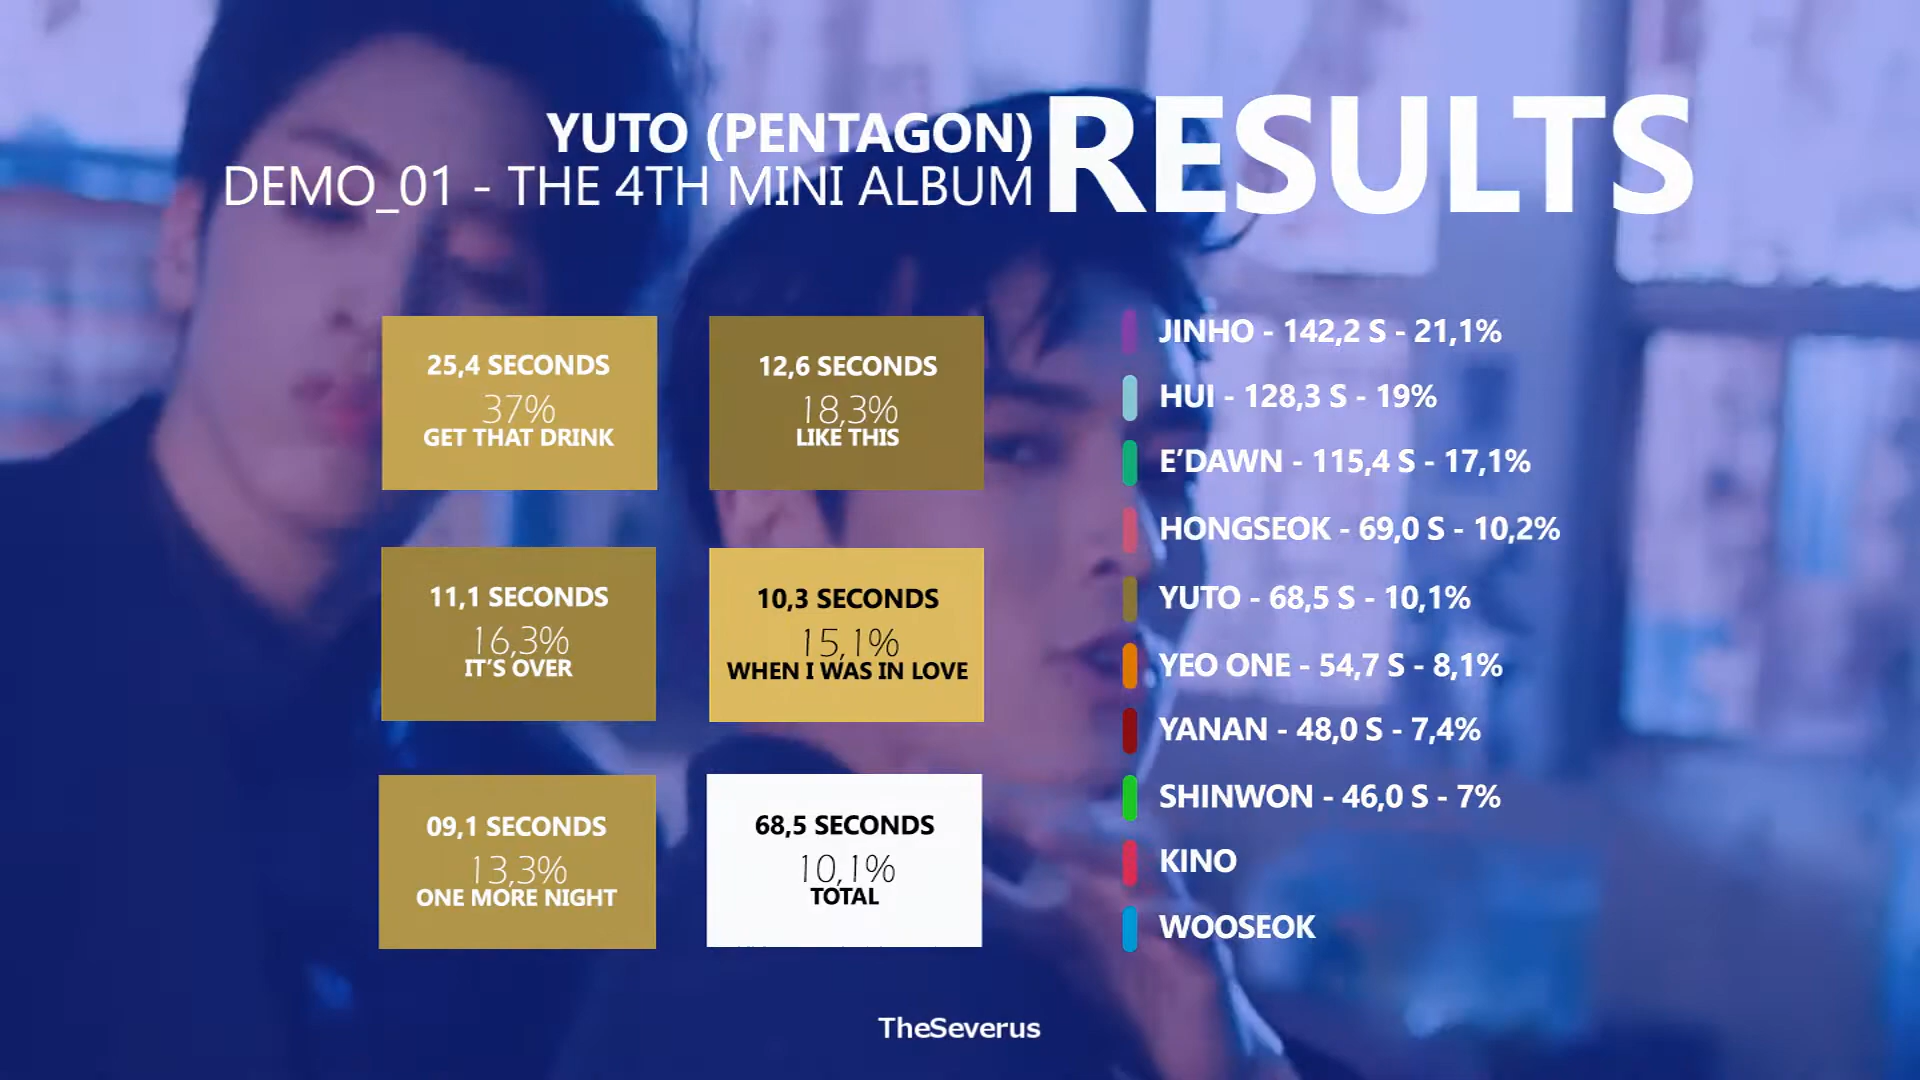 YUTO (PENTAGON)
DEMO_01 - THE 4TH MINI ALBUM
RESULTS
25,4 SECONDS
37%
GET THAT DRINK
12,6 SECONDS
18,3%
LIKE THIS
11,1 SECONDS
16,3%
IT'S OVER
10,3 SECONDS
15,1%
WHEN I WAS IN LOVE
09,1 SECONDS
13,3%
ONE MORE NIGHT
68,5 SECONDS
10,1%
TOTAL
JINHO - 142,2 S - 21,1%
HUI - 128,3 S - 19%
E'DAWN - 115,4 S - 17,1%
HONGSEOK - 69,0 S - 10,2%
YUTO - 68,5 S - 10,1%
YEO ONE - 54,7 S - 8,1%
YANAN - 48,0 S - 7,4%
SHINWON - 46,0 S - 7%
KINO
WOOSEOK
TheSeverus